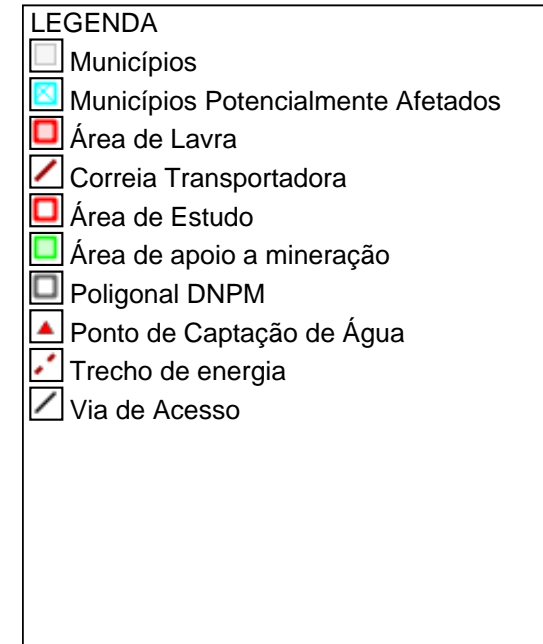 LEGENDA
Municípios
Municípios Potencialmente Afetados
Área de Lavra
Correia Transportadora
Área de Estudo
Área de apoio a mineração
Poligonal DNPM
Ponto de Captação de Água
Trecho de energia
Via de Acesso